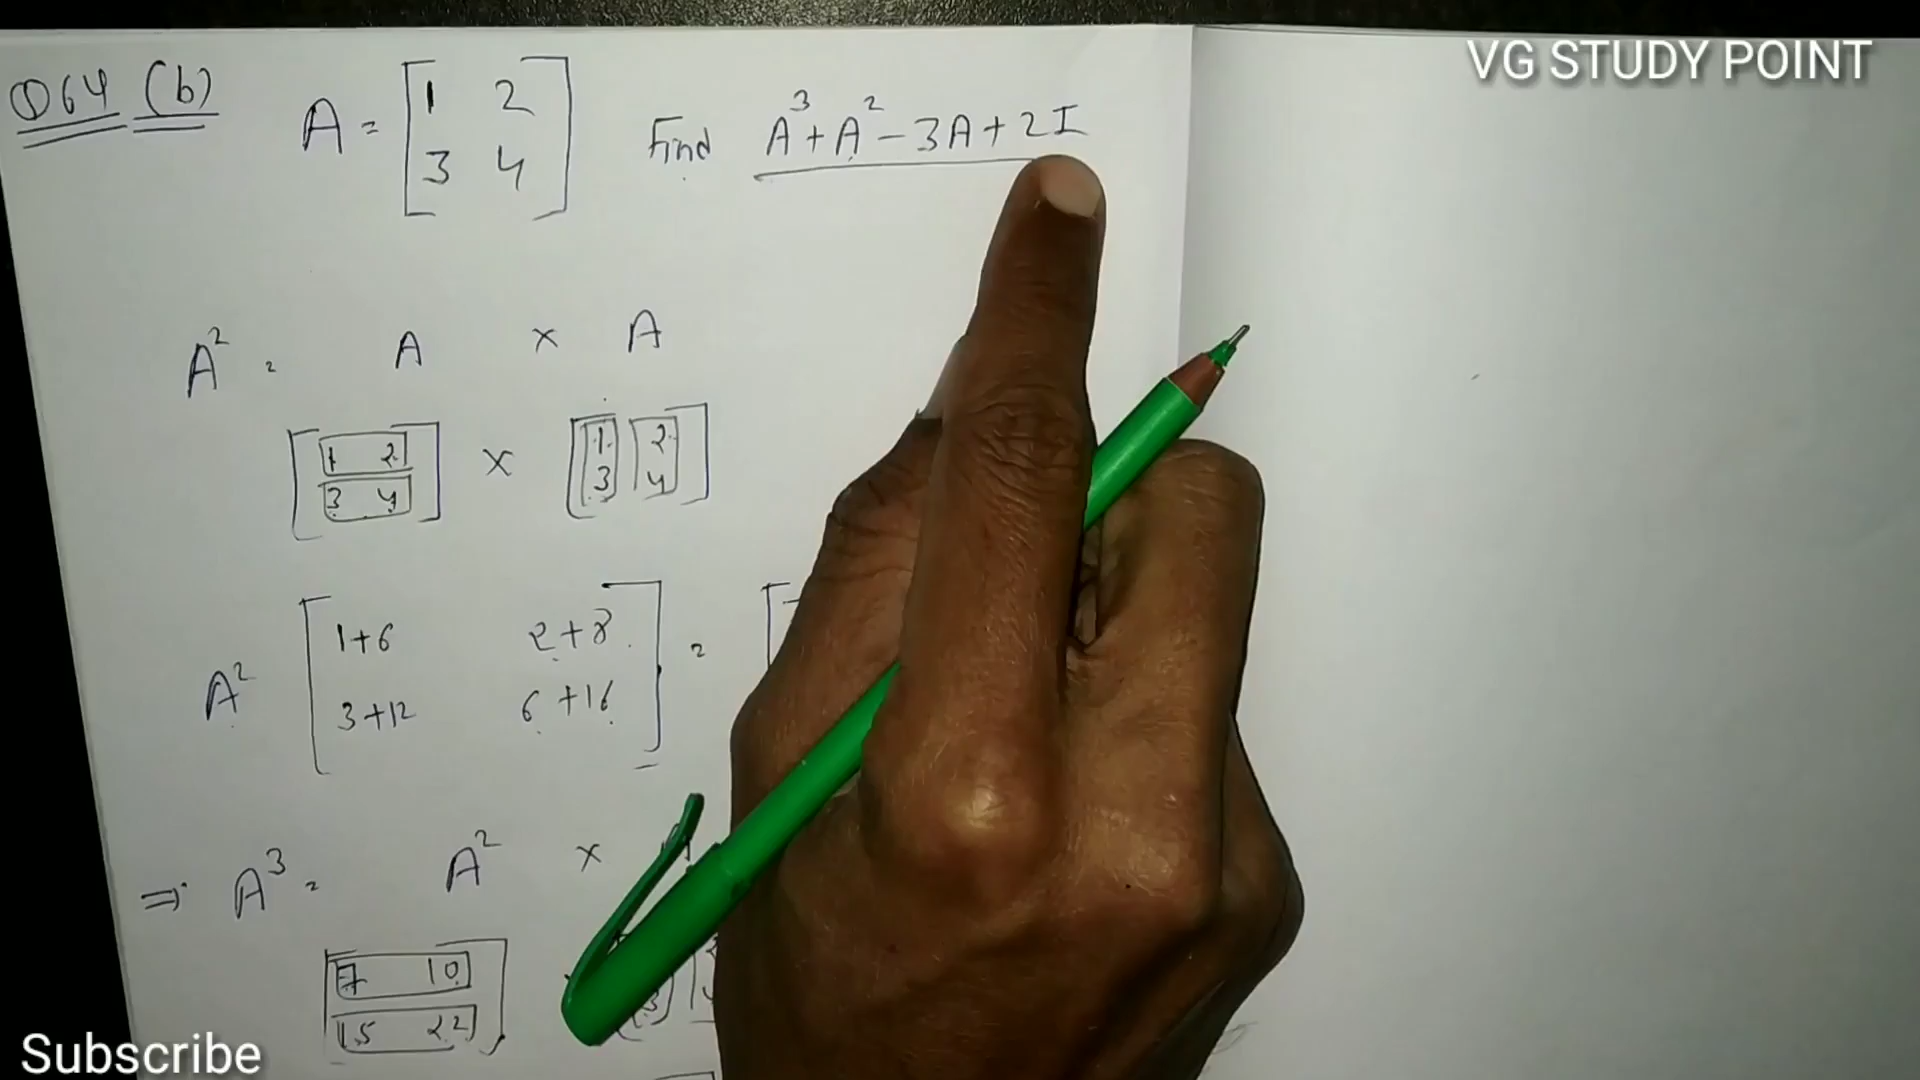 VG STUDY POINT
Q64 (b) A = [1 2 Find A³+A²-3A+2I
3 4]
A² = A × A
[1 2 × [1 2
3 4] 3 4]
A² [1+6 2+8 =
3+12 6+16]
⇒ A³ = A² ×
[7 10
15 22]
Subscribe